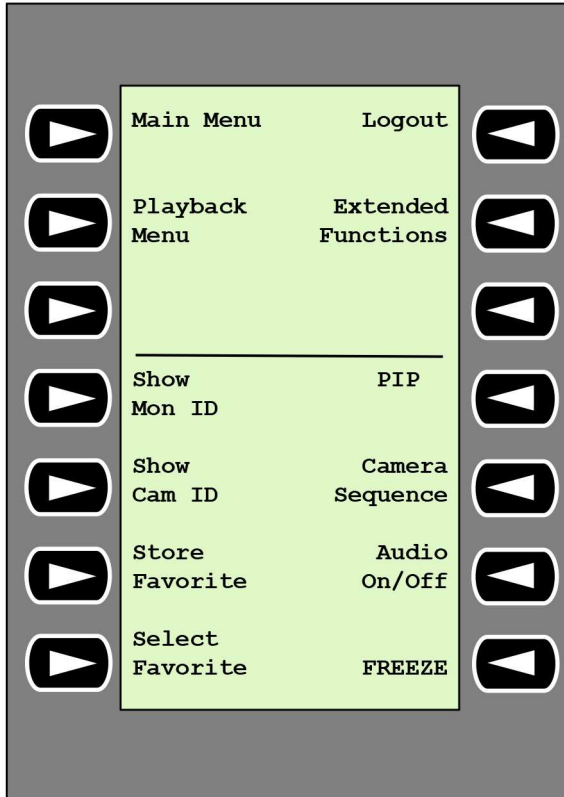 Main Menu Logout
Playback Extended
Menu Functions
Show PIP
Mon ID
Show Camera
Cam ID Sequence
Store Audio
Favorite On/Off
Select
Favorite FREEZE